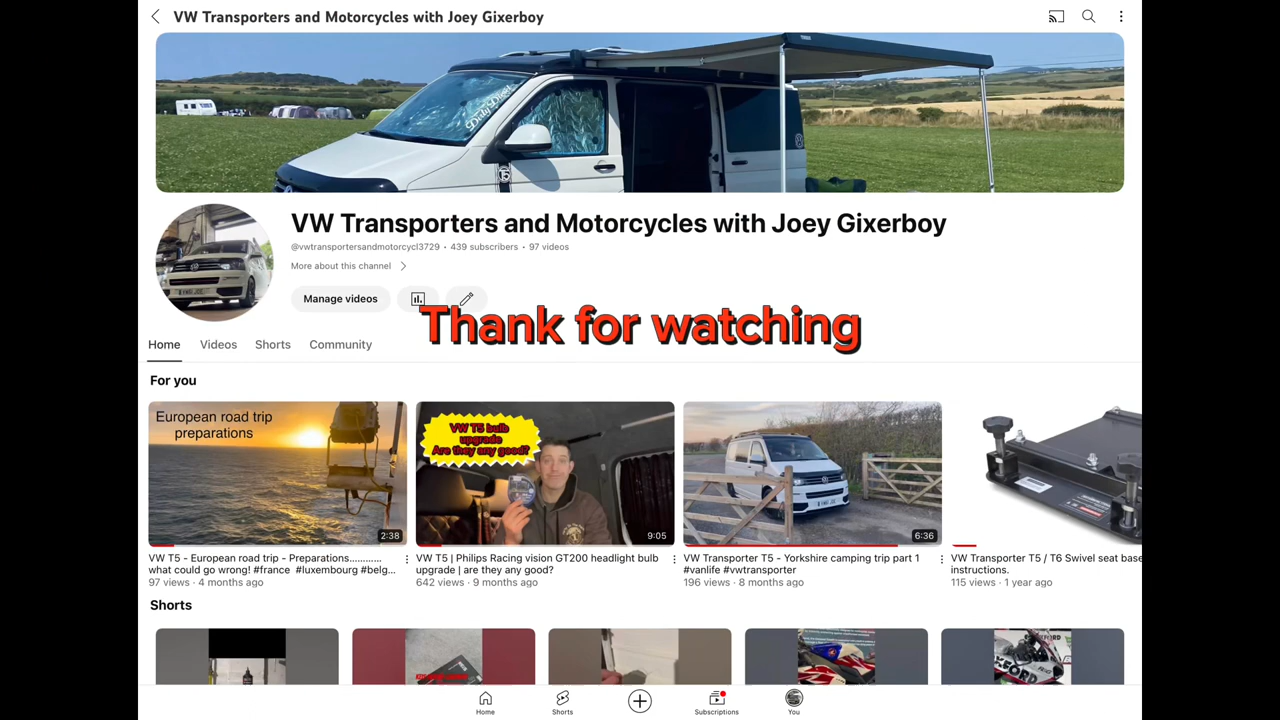 VW Transporters and Motorcycles with Joey Gixerboy
DirtyDiesel
T5
VW Transporters and Motorcycles with Joey Gixerboy
@vwtransportersandmotorcycl3729 • 439 subscribers • 97 videos
More about this channel
Manage videos
Thank for watching
Home Videos Shorts Community
For you
European road trip
preparations
2:38
VW T5 bulb
upgrade
Are they any good?
9:05
6:36
VW T5 - European road trip - Preparations............
what could go wrong! #france #luxembourg #belg...
97 views · 4 months ago
VW T5 | Philips Racing vision GT200 headlight bulb
upgrade | are they any good?
642 views · 9 months ago
VW Transporter T5 - Yorkshire camping trip part 1
#vanlife #vwtransporter
196 views · 8 months ago
VW Transporter T5 / T6 Swivel seat base
instructions.
115 views · 1 year ago
Shorts
OXFORD
Home Shorts Subscriptions You